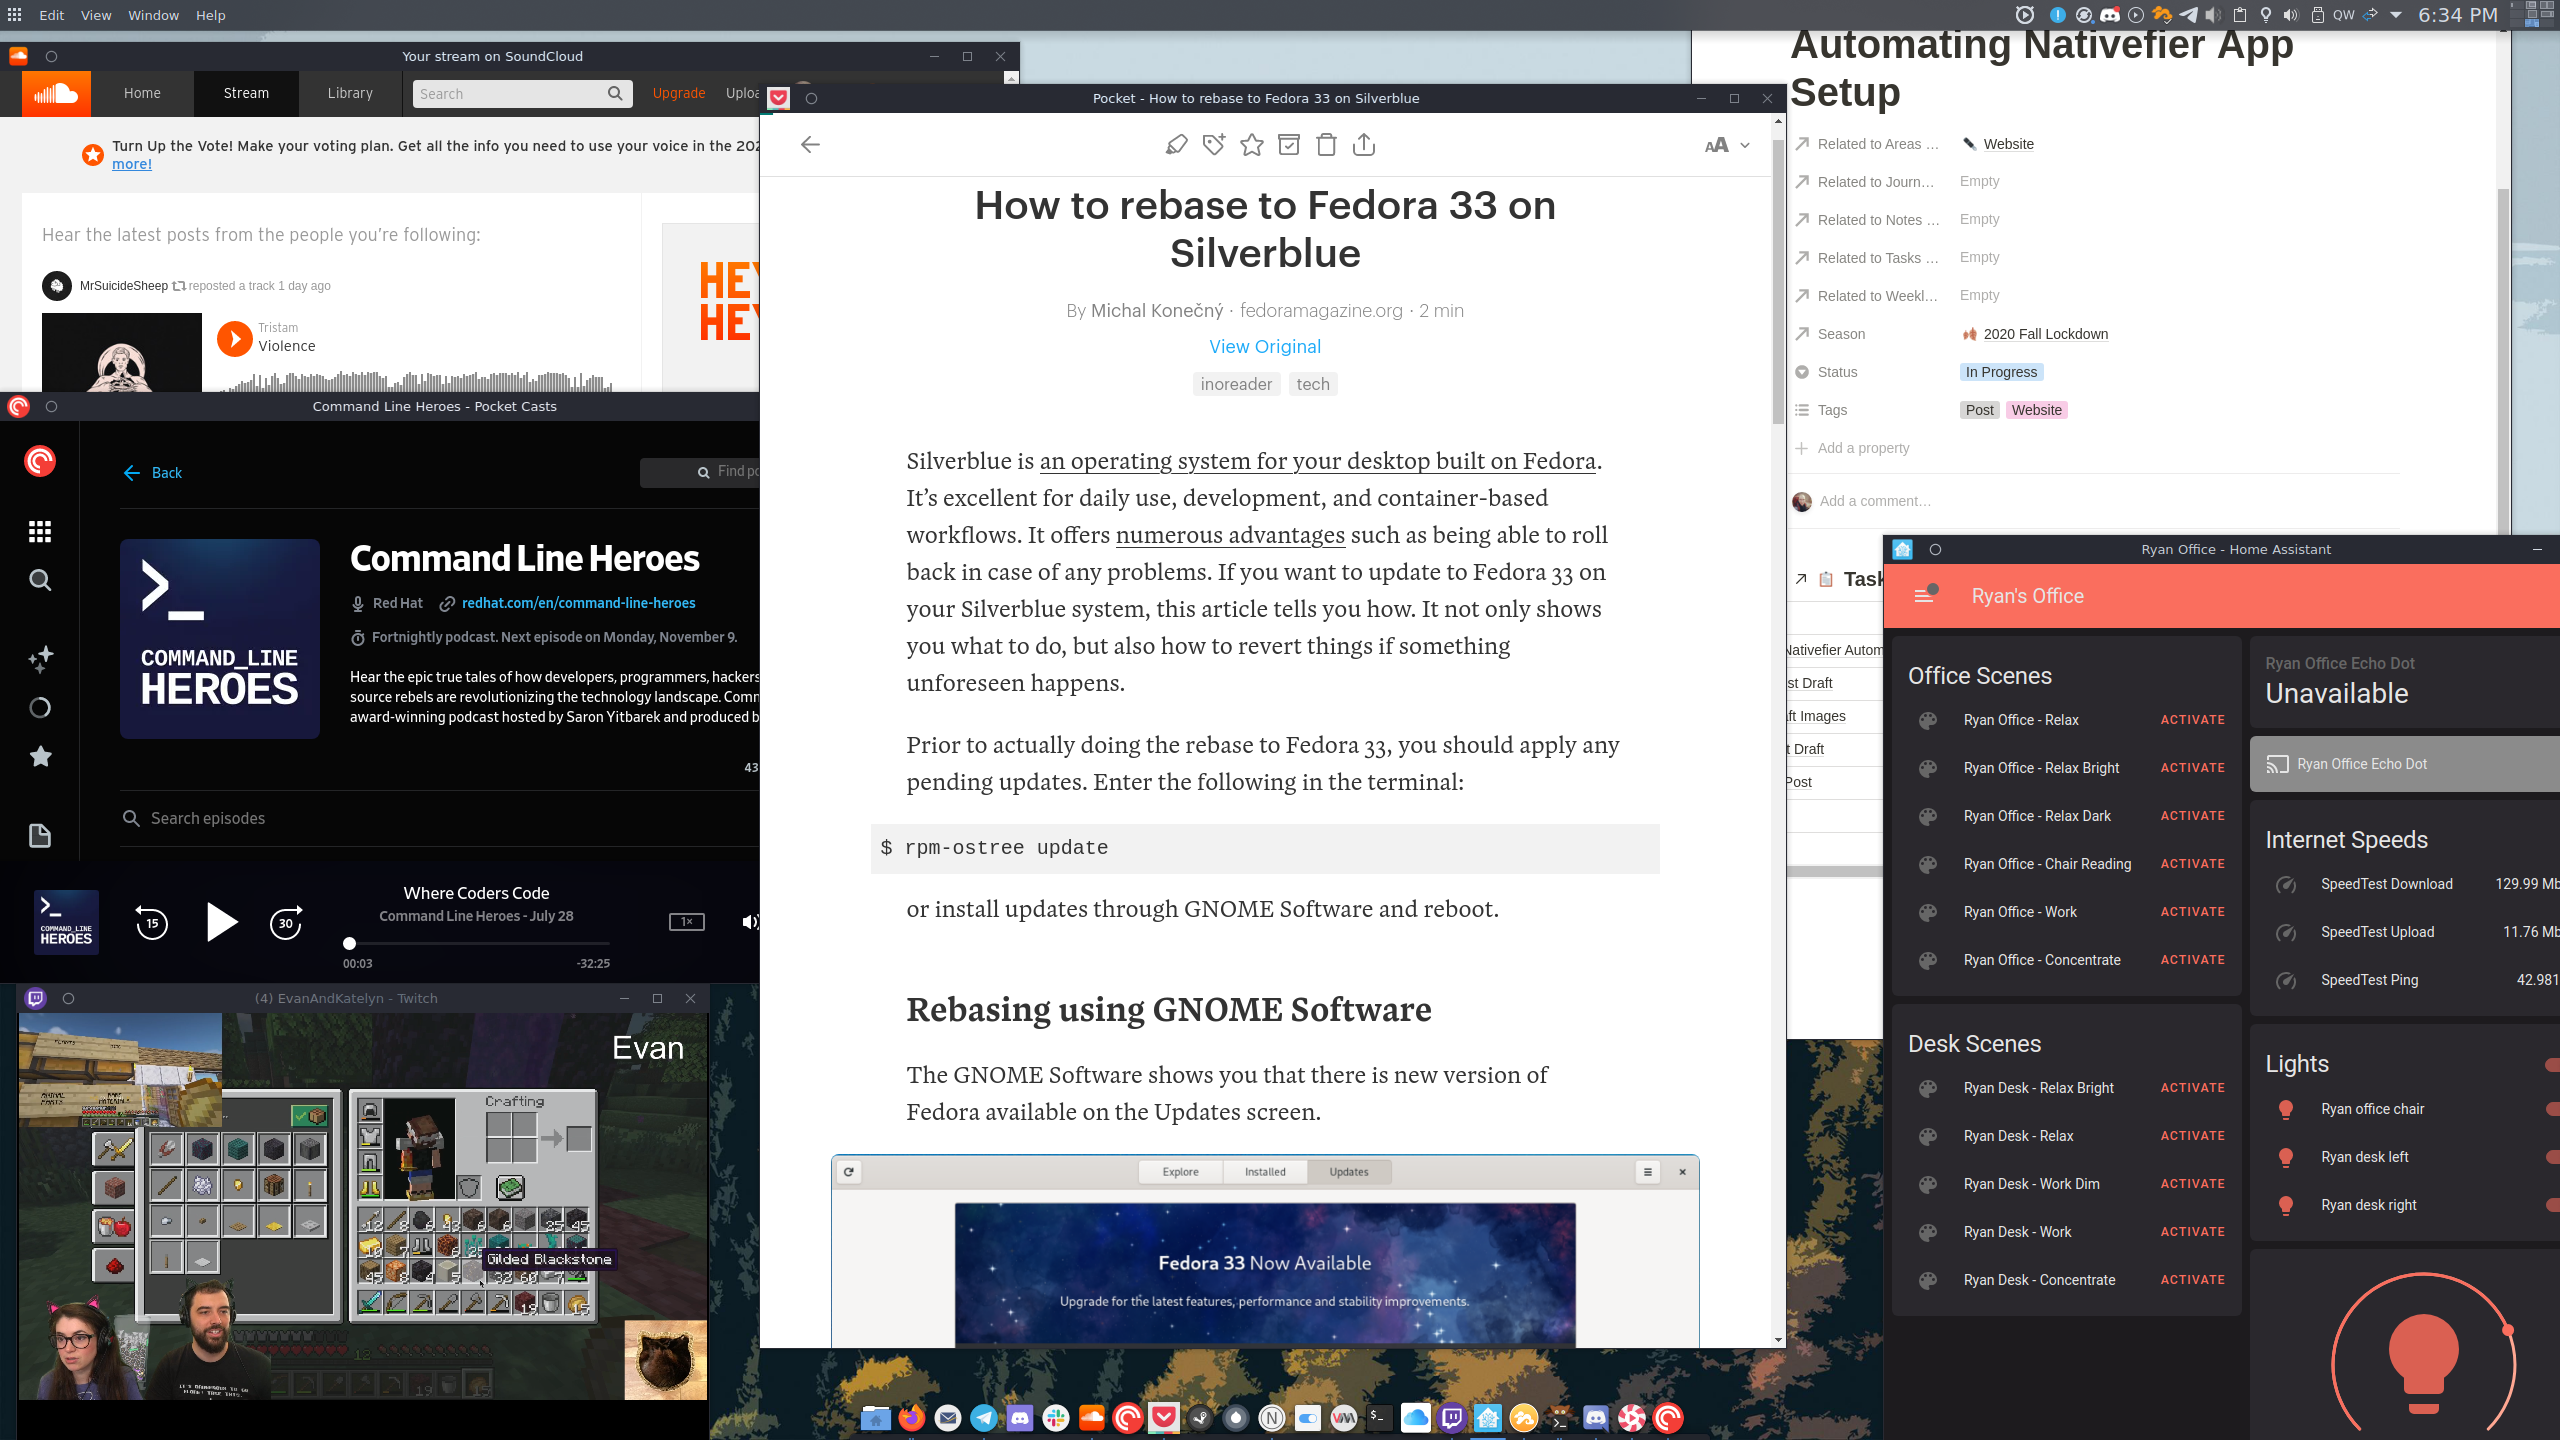 Edit View Window Help
QW
6:34 PM
Your stream on SoundCloud
Home Stream Library Search Upgrade
Turn Up the Vote! Make your voting plan. Get all the info you need to use your voice in the
more!
Hear the latest posts from the people you’re following:
MrSuicideSheep reposted a track 1 day ago
Tristam
Violence
Command Line Heroes - Pocket Casts
Back
Find
Command Line Heroes
Red Hat redhat.com/en/command-line-heroes
Fortnightly podcast. Next episode on Monday, November 9.
Hear the epic true tales of how developers, programmers, hackers
source rebels are revolutionizing the technology landscape.
award-winning podcast hosted by Saron Yitbarek and produced
>_
COMMAND_LINE
HEROES
43
Search episodes
COMMAND_LINE
HEROES
15
30
Where Coders Code
Command Line Heroes - July 28
00:03
-32:25
1×
(4) EvanAndKatelyn - Twitch
Evan
Crafting
Gilded Blackstone
Pocket - How to rebase to Fedora 33 on Silverblue
AA
How to rebase to Fedora 33 on
Silverblue
By Michal Konečný · fedoramagazine.org · 2 min
View Original
inoreader tech
Silverblue is an operating system for your desktop built on Fedora.
It’s excellent for daily use, development, and container-based
workflows. It offers numerous advantages such as being able to roll
back in case of any problems. If you want to update to Fedora 33 on
your Silverblue system, this article tells you how. It not only shows
you what to do, but also how to revert things if something
unforeseen happens.
Prior to actually doing the rebase to Fedora 33, you should apply any
pending updates. Enter the following in the terminal:
$ rpm-ostree update
or install updates through GNOME Software and reboot.
Rebasing using GNOME Software
The GNOME Software shows you that there is new version of
Fedora available on the Updates screen.
Explore Installed Updates
Fedora 33 Now Available
Upgrade for the latest features, performance and stability improvements.
Automating Nativefier App
Setup
Related to Areas … Website
Related to Journ… Empty
Related to Notes … Empty
Related to Tasks … Empty
Related to Weekl… Empty
Season 2020 Fall Lockdown
Status In Progress
Tags Post Website
Add a property
Add a comment…
Nativefier
Draft
Images
Draft
Post
Ryan Office - Home Assistant
Ryan's Office
Office Scenes
Ryan Office - Relax ACTIVATE
Ryan Office - Relax Bright ACTIVATE
Ryan Office - Relax Dark ACTIVATE
Ryan Office - Chair Reading ACTIVATE
Ryan Office - Work ACTIVATE
Ryan Office - Concentrate ACTIVATE
Desk Scenes
Ryan Desk - Relax Bright ACTIVATE
Ryan Desk - Relax ACTIVATE
Ryan Desk - Work Dim ACTIVATE
Ryan Desk - Work ACTIVATE
Ryan Desk - Concentrate ACTIVATE
Ryan Office Echo Dot
Unavailable
Ryan Office Echo Dot
Internet Speeds
SpeedTest Download 129.99
SpeedTest Upload 11.76
SpeedTest Ping 42.981
Lights
Ryan office chair
Ryan desk left
Ryan desk right